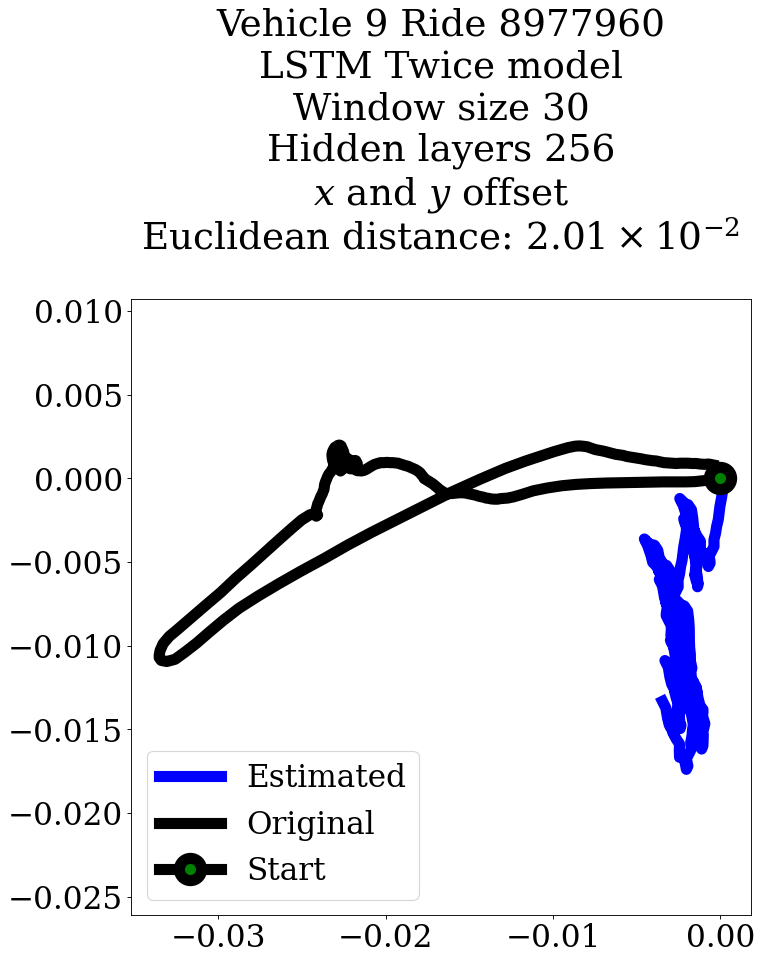 Vehicle 9 Ride 8977960
LSTM Twice model
Window size 30
Hidden layers 256
x and y offset
Euclidean distance: 2.01 × 10⁻²
0.010
0.005
0.000
−0.005
−0.010
−0.015
−0.020
−0.025
Estimated
Original
Start
−0.03 −0.02 −0.01 0.00